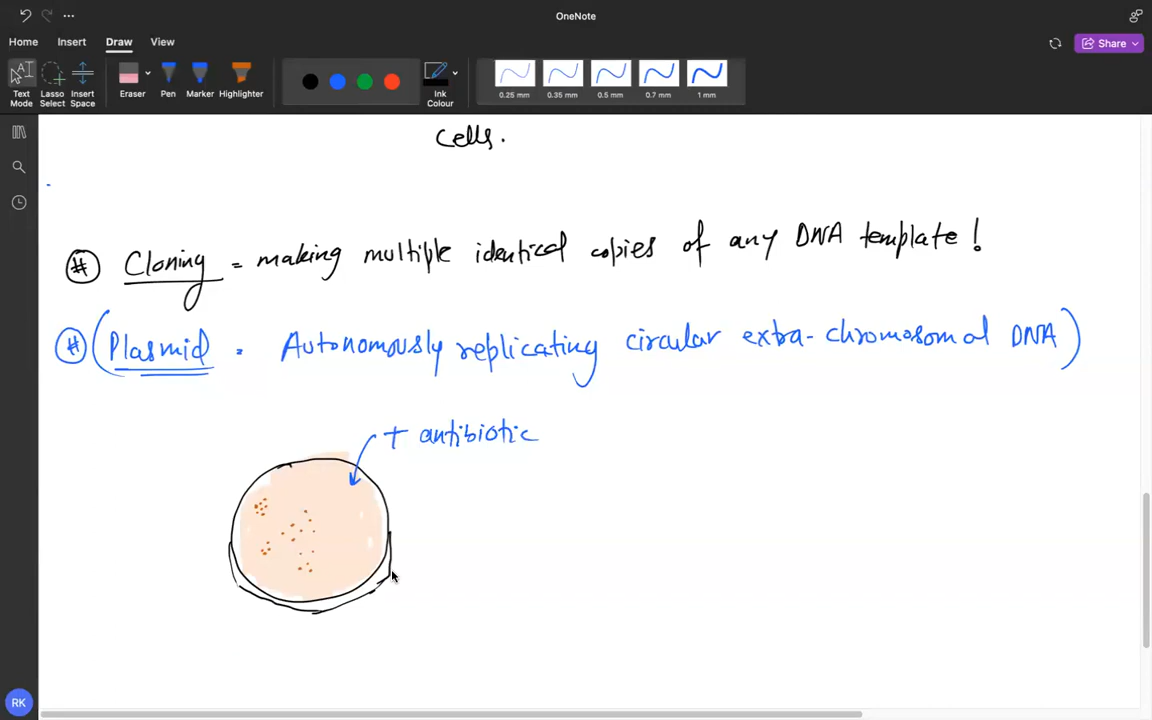 OneNote
Home Insert Draw View
Share
Text Mode
Lasso Select
Insert Space
Eraser
Pen
Marker
Highlighter
Ink Colour
0.25 mm
0.35 mm
0.5 mm
0.7 mm
1 mm
cells.
# Cloning = making multiple identical copies of any DNA template!
# (Plasmid = Autonomously replicating circular extra-chromosomal DNA)
+ antibiotic
RK